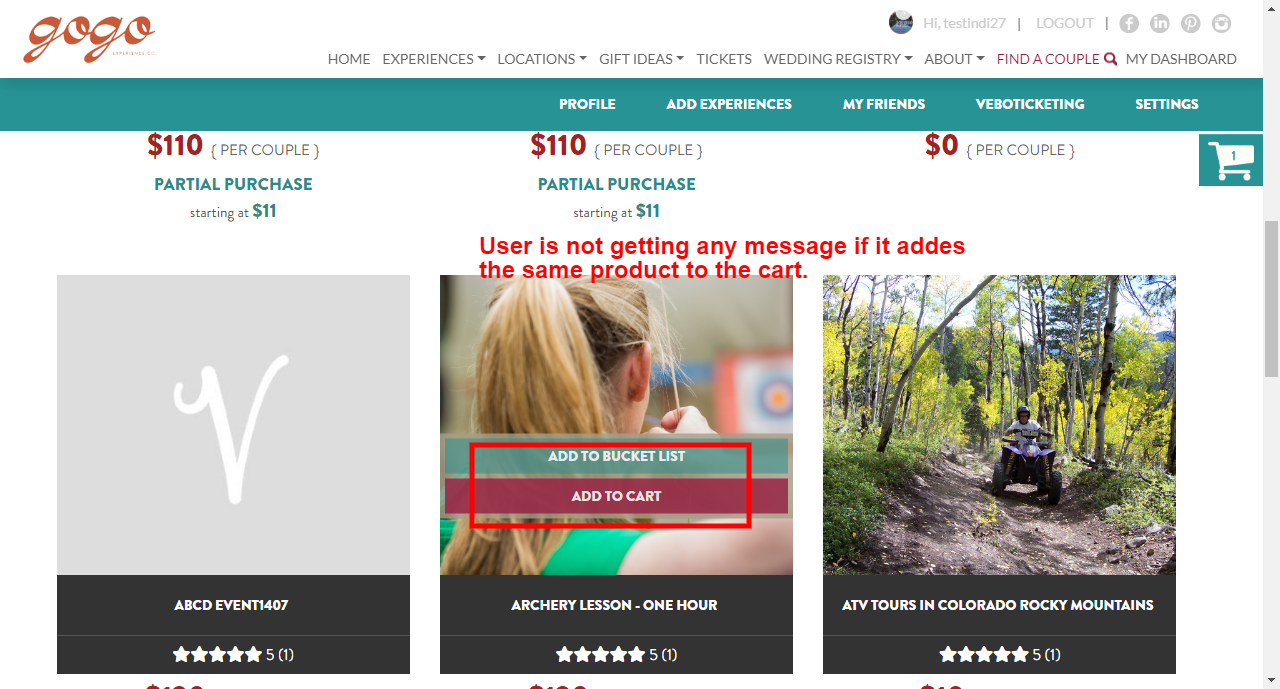 gogo
EXPERIENCE CO.
Hi, testindi27 | LOGOUT |
HOME EXPERIENCES LOCATIONS GIFT IDEAS TICKETS WEDDING REGISTRY ABOUT FIND A COUPLE MY DASHBOARD
PROFILE ADD EXPERIENCES MY FRIENDS VEBOTICKETING SETTINGS
1
$110 { PER COUPLE } $110 { PER COUPLE } $0 { PER COUPLE }
PARTIAL PURCHASE PARTIAL PURCHASE
starting at $11 starting at $11
User is not getting any message if it addes
the same product to the cart.
V
ADD TO BUCKET LIST
ADD TO CART
ABCD EVENT1407 ARCHERY LESSON - ONE HOUR ATV TOURS IN COLORADO ROCKY MOUNTAINS
5 (1) 5 (1) 5 (1)